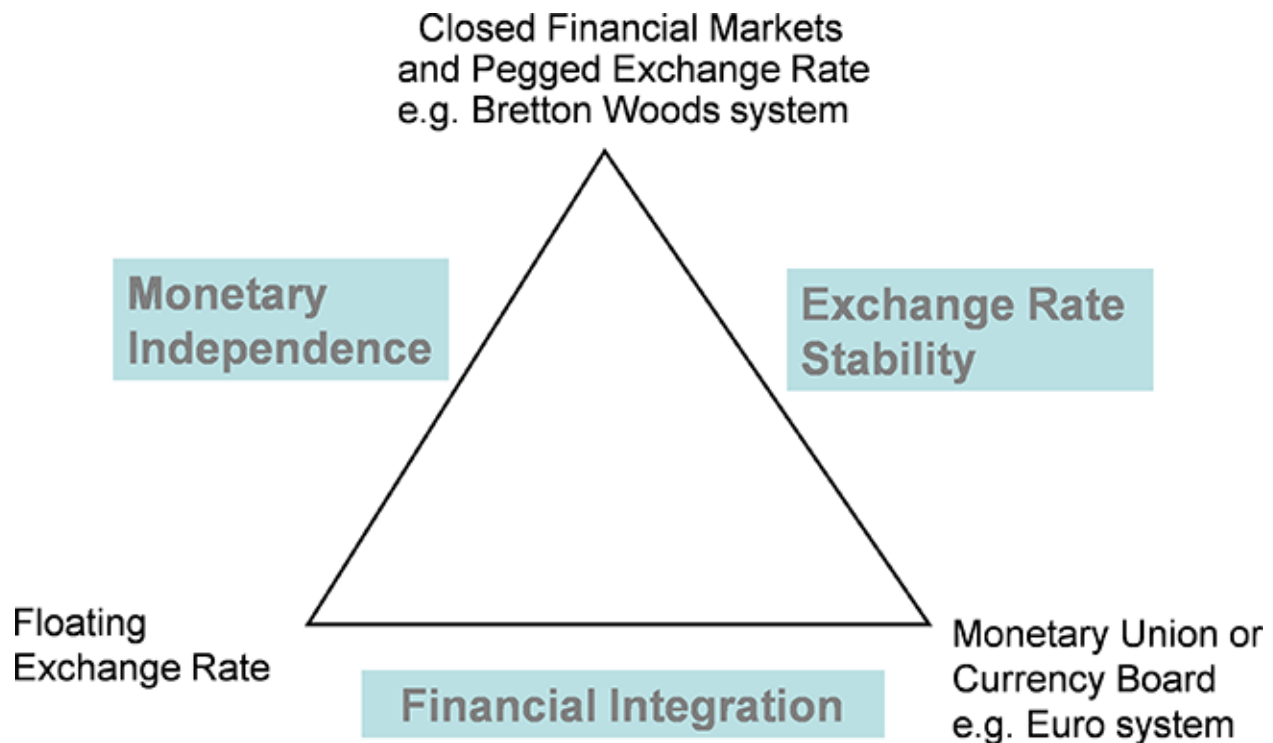 Closed Financial Markets
and Pegged Exchange Rate
e.g. Bretton Woods system
Monetary
Independence
Exchange Rate
Stability
Floating
Exchange Rate
Financial Integration
Monetary Union or
Currency Board
e.g. Euro system